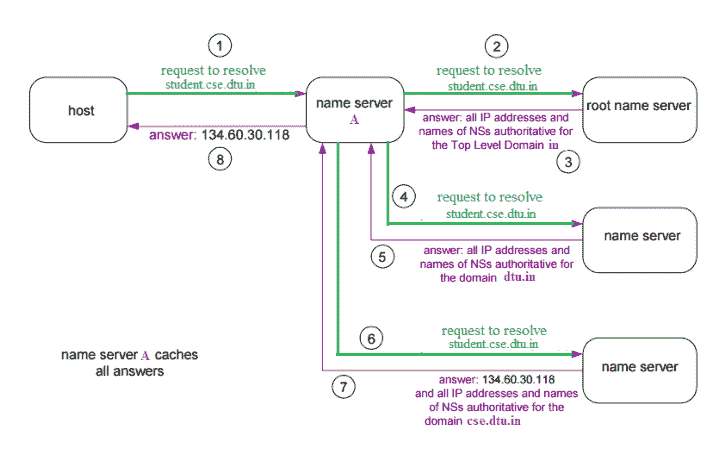 1
request to resolve
student.cse.dtu.in
2
request to resolve
student.cse.dtu.in
host
name server
A
root name server
answer: 134.60.30.118
8
answer: all IP addresses and
names of NSs authoritative for
the Top Level Domain in
3
4
request to resolve
student.cse.dtu.in
name server
5
answer: all IP addresses and
names of NSs authoritative for
the domain dtu.in
6
request to resolve
student.cse.dtu.in
name server A caches
all answers
name server
7
answer: 134.60.30.118
and all IP addresses and names
of NSs authoritative for the
domain cse.dtu.in